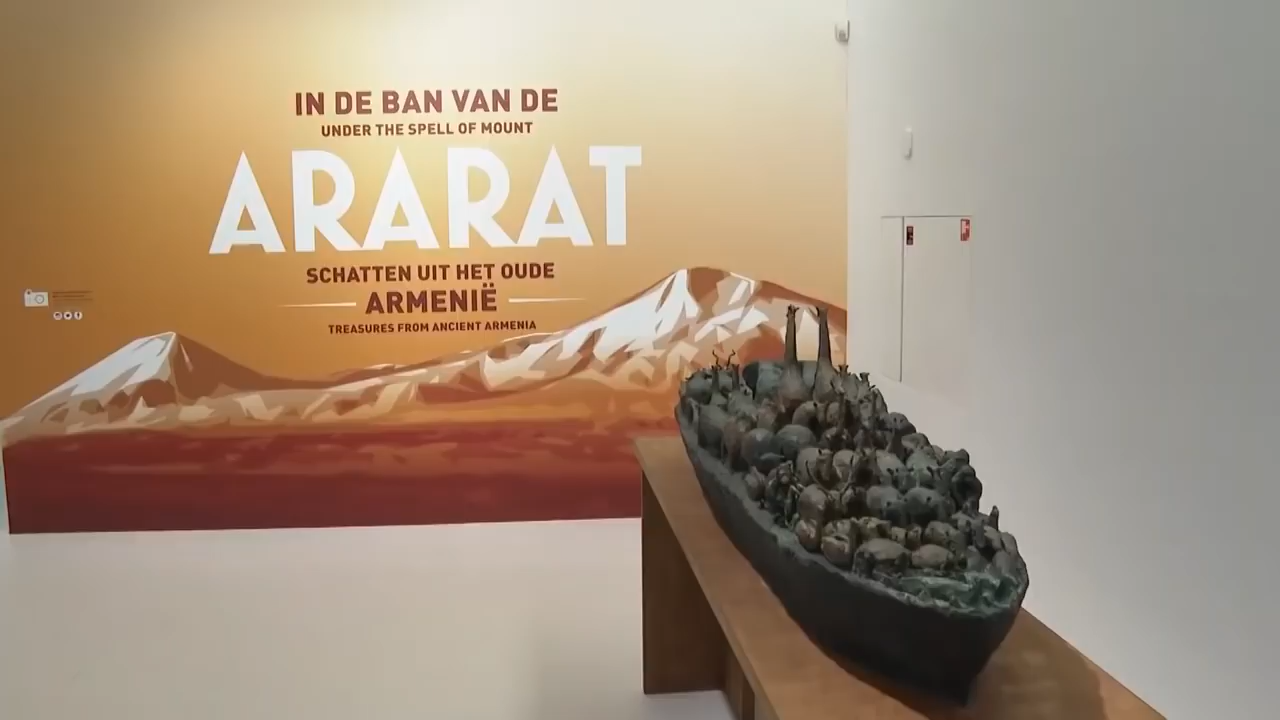 IN DE BAN VAN DE
UNDER THE SPELL OF MOUNT
ARARAT
SCHATTEN UIT HET OUDE
ARMENIË
TREASURES FROM ANCIENT ARMENIA